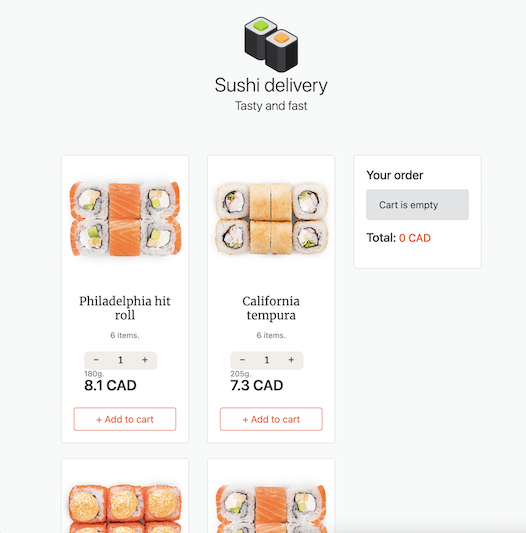 Sushi delivery
Tasty and fast
Philadelphia hit
roll
6 items.
− 1 +
180g.
8.1 CAD
+ Add to cart
California
tempura
6 items.
− 1 +
205g.
7.3 CAD
+ Add to cart
Your order
Cart is empty
Total: 0 CAD